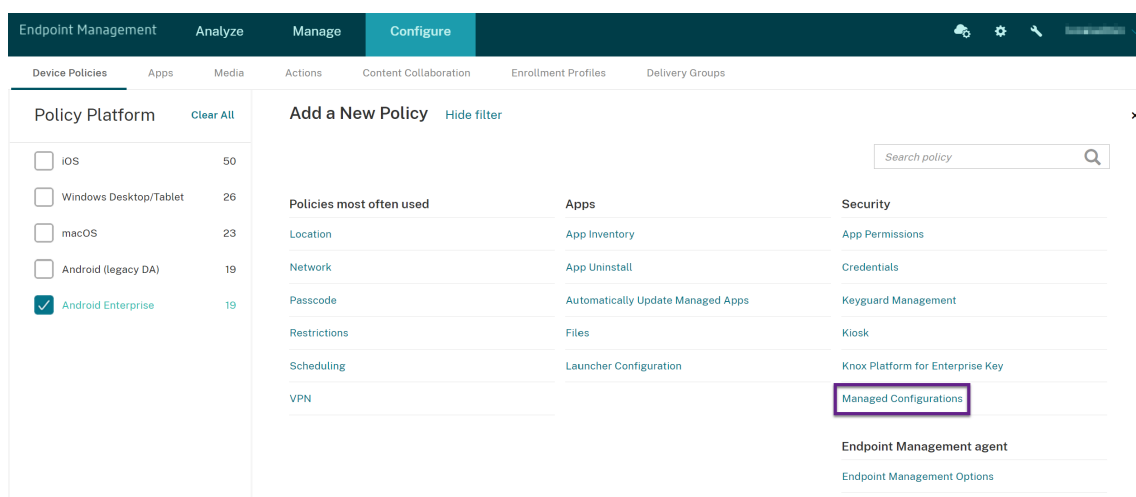 Endpoint Management Analyze Manage Configure
Device Policies Apps Media Actions Content Collaboration Enrollment Profiles Delivery Groups
Policy Platform Clear All
iOS 50
Windows Desktop/Tablet 26
macOS 23
Android (legacy DA) 19
Android Enterprise 19
Add a New Policy Hide filter
Search policy
Policies most often used
Location
Network
Passcode
Restrictions
Scheduling
VPN
Apps
App Inventory
App Uninstall
Automatically Update Managed Apps
Files
Launcher Configuration
Security
App Permissions
Credentials
Keyguard Management
Kiosk
Knox Platform for Enterprise Key
Managed Configurations
Endpoint Management agent
Endpoint Management Options